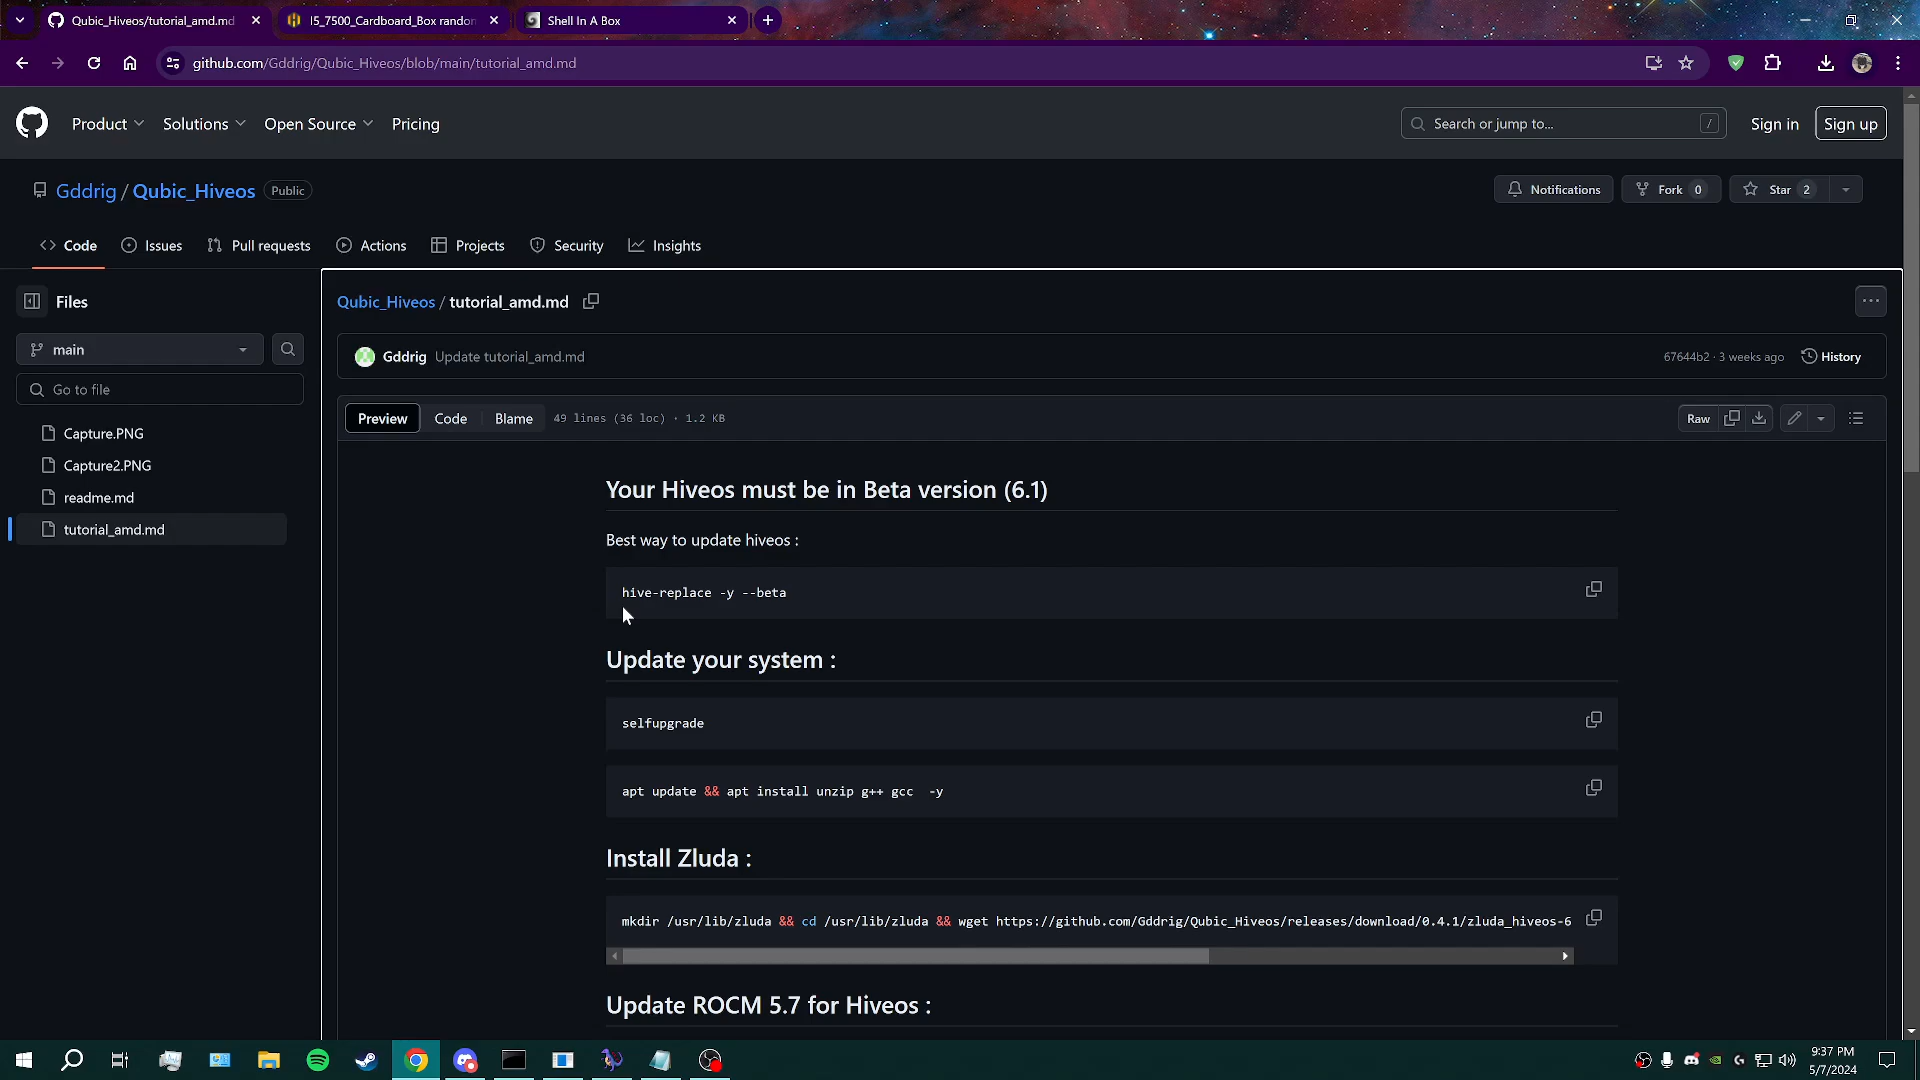 Qubic_Hiveos/tutorial_amd.md
I5_7500_Cardboard_Box randon
Shell In A Box
github.com/Gddrig/Qubic_Hiveos/blob/main/tutorial_amd.md
Product
Solutions
Open Source
Pricing
Search or jump to...
/
Sign in
Sign up
Gddrig / Qubic_Hiveos
Public
Notifications
Fork 0
Star 2
Code
Issues
Pull requests
Actions
Projects
Security
Insights
Files
Qubic_Hiveos / tutorial_amd.md
main
Gddrig Update tutorial_amd.md
67644b2 · 3 weeks ago
History
Go to file
Preview
Code
Blame
49 lines (36 loc) · 1.2 KB
Raw
Capture.PNG
Capture2.PNG
readme.md
tutorial_amd.md
Your Hiveos must be in Beta version (6.1)
Best way to update hiveos :
hive-replace -y --beta
Update your system :
selfupgrade
apt update && apt install unzip g++ gcc  -y
Install Zluda :
mkdir /usr/lib/zluda && cd /usr/lib/zluda && wget https://github.com/Gddrig/Qubic_Hiveos/releases/download/0.4.1/zluda_hiveos-6
Update ROCM 5.7 for Hiveos :
9:37 PM
5/7/2024